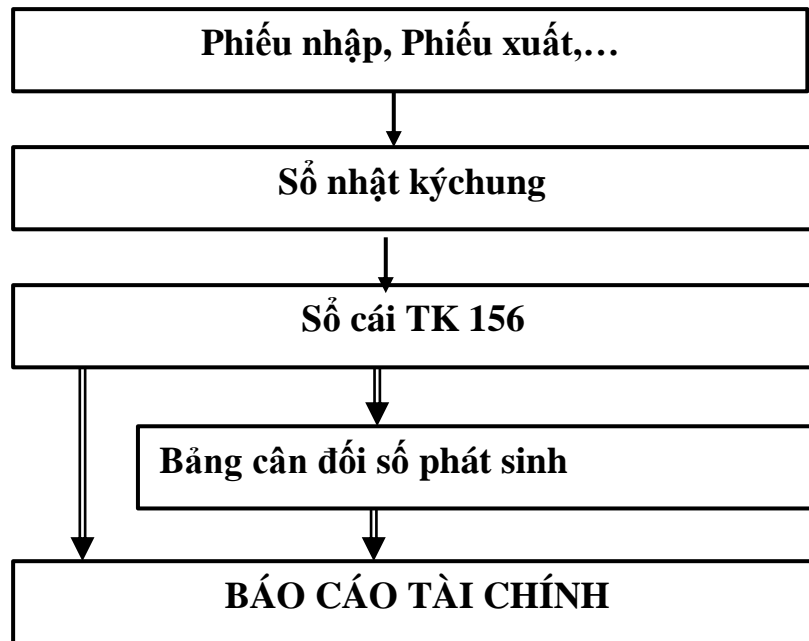 Phiếu nhập, Phiếu xuất,…
Sổ nhật kýchung
Sổ cái TK 156
Bảng cân đối số phát sinh
BÁO CÁO TÀI CHÍNH